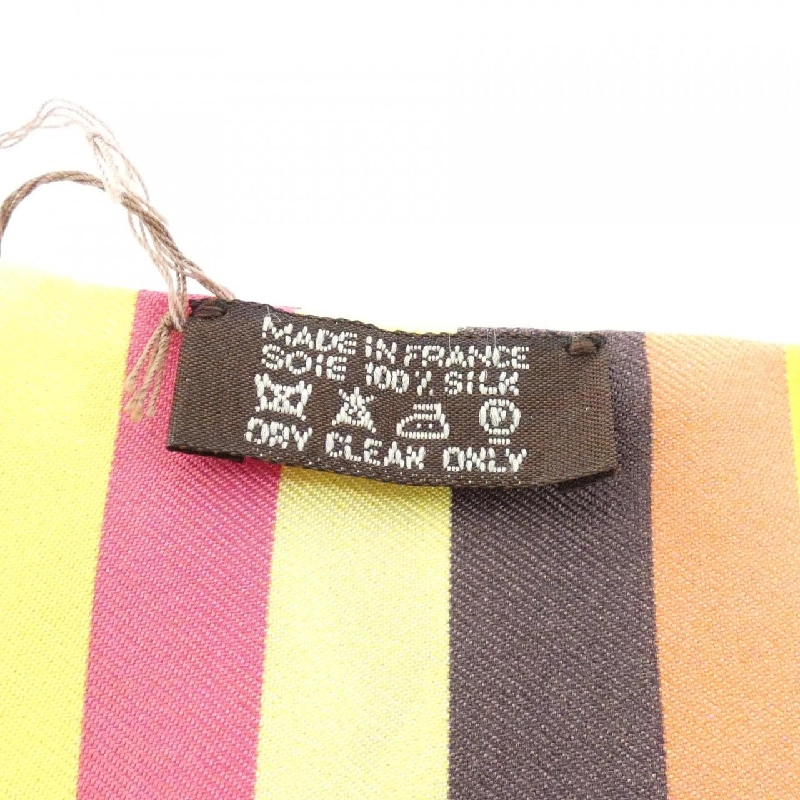 MADE IN FRANCE
SOIE 100% SILK
P
DRY CLEAN ONLY